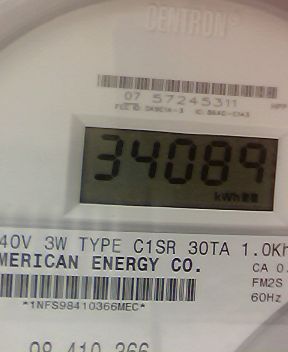 CENTRON®
07 57245311
34089
kWh
40V 3W TYPE C1SR 30TA 1.0Kh
MERICAN ENERGY CO.
CA 0.
FM2S
60Hz
*1NFS98410366MEC*
98 410 366